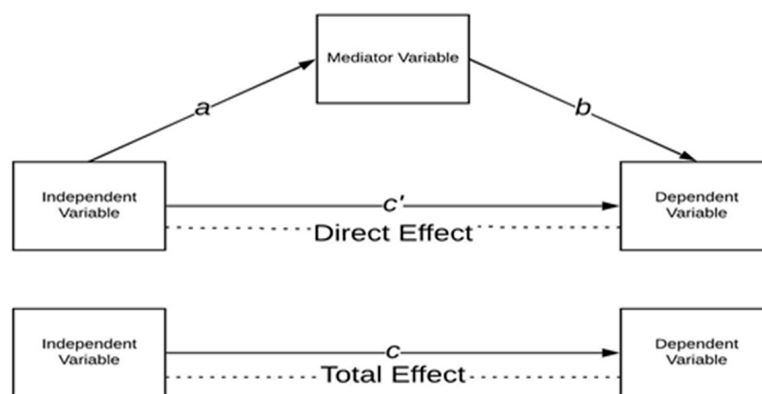 Mediator Variable
a
b
Independent
Variable
c'
Direct Effect
Dependent
Variable
Independent
Variable
c
Total Effect
Dependent
Variable